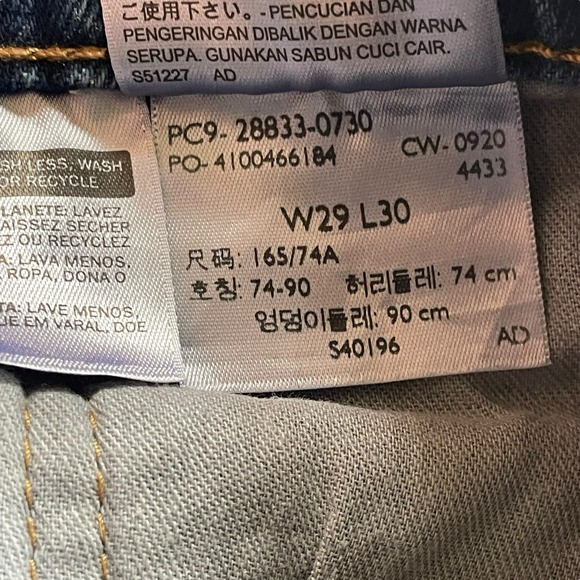 ご使用下さい。-PENCUCIAN DAN
PENGERINGAN DIBALIK DENGAN WARNA
SERUPA. GUNAKAN SABUN CUCI CAIR.
S51227 AD
SH LESS, WASH
OR RECYCLE
LANETE: LAVEZ
AISSEZ SECHER
Z OU RECYCLEZ
A. LAVA MENOS.
ROPA, DONA O
TA: LAVE MENOS,
UE EM VARAL, DOE
PC9- 28833-0730
PO- 4100466184
CW- 0920
4433
W29 L30
尺码: 165/74A
호칭: 74-90 허리둘레: 74 cm
엉덩이둘레: 90 cm
S40196
AD